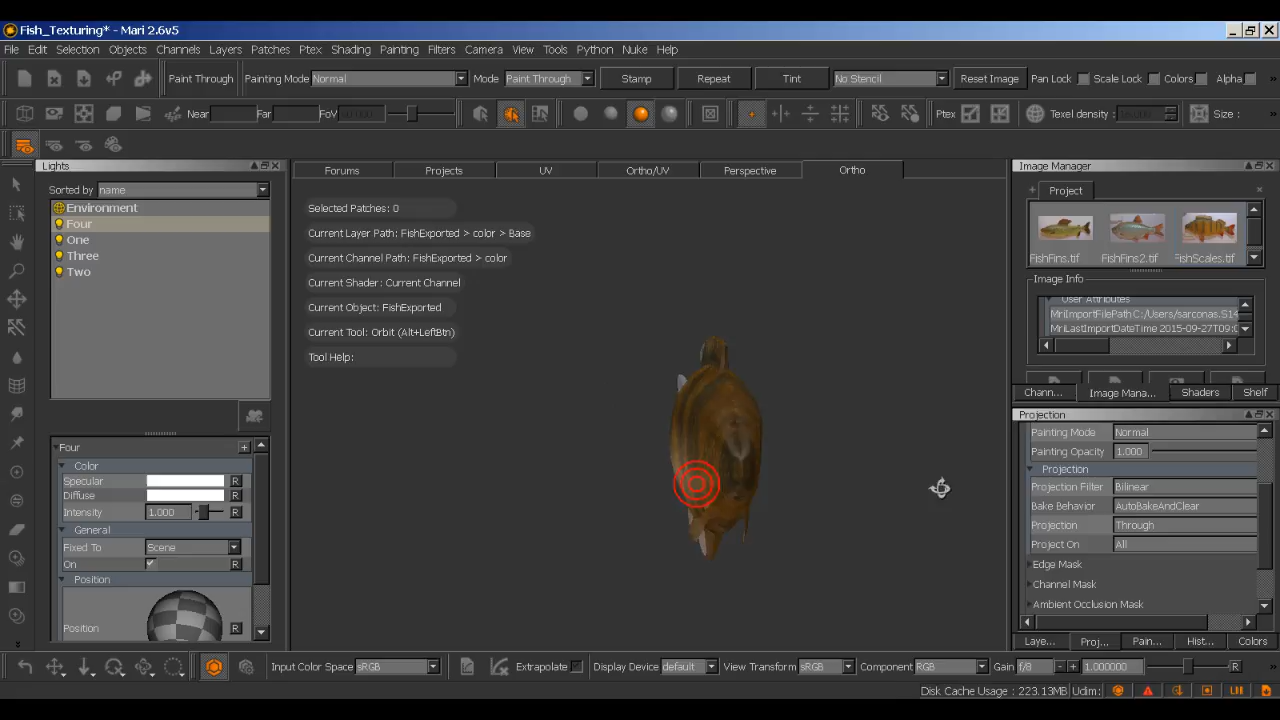 Fish_Texturing* - Mari 2.6v5
File Edit Selection Objects Channels Layers Patches Ptex Shading Painting Filters Camera View Tools Python Nuke Help
Paint Through Painting Mode Normal Mode Paint Through Stamp Repeat Tint No Stencil Reset Image Pan Lock Scale Lock Colors Alpha
Near Far FoV Ptex Texel density: Size :
Lights
Sorted by name
Environment
Four
One
Three
Two
Four
Color
Specular R
Diffuse R
Intensity 1.000 R
General
Fixed To Scene R
On R
Position
Position R
Forums Projects UV Ortho/UV Perspective Ortho
Selected Patches: 0
Current Layer Path: FishExported > color > Base
Current Channel Path: FishExported > color
Current Shader: Current Channel
Current Object: FishExported
Current Tool: Orbit (Alt+LeftBtn)
Tool Help:
Image Manager
Project
FishFins.tif FishFins2.tif FishScales.tif
Image Info
User Attributes
MriImportFilePath C:/Users/sarconas.S14
MriLastImportDateTime 2015-09-27T09:
Chann... Image Mana... Shaders Shelf
Projection
Painting Mode Normal
Painting Opacity 1.000
Projection
Projection Filter Bilinear
Bake Behavior AutoBakeAndClear
Projection Through
Project On All
Edge Mask
Channel Mask
Ambient Occlusion Mask
Laye... Proj... Pain... Hist... Colors
Input Color Space sRGB Extrapolate Display Device default View Transform sRGB Component RGB Gain f/8 - + 1.000000 R
Disk Cache Usage : 223.13MB Udim: